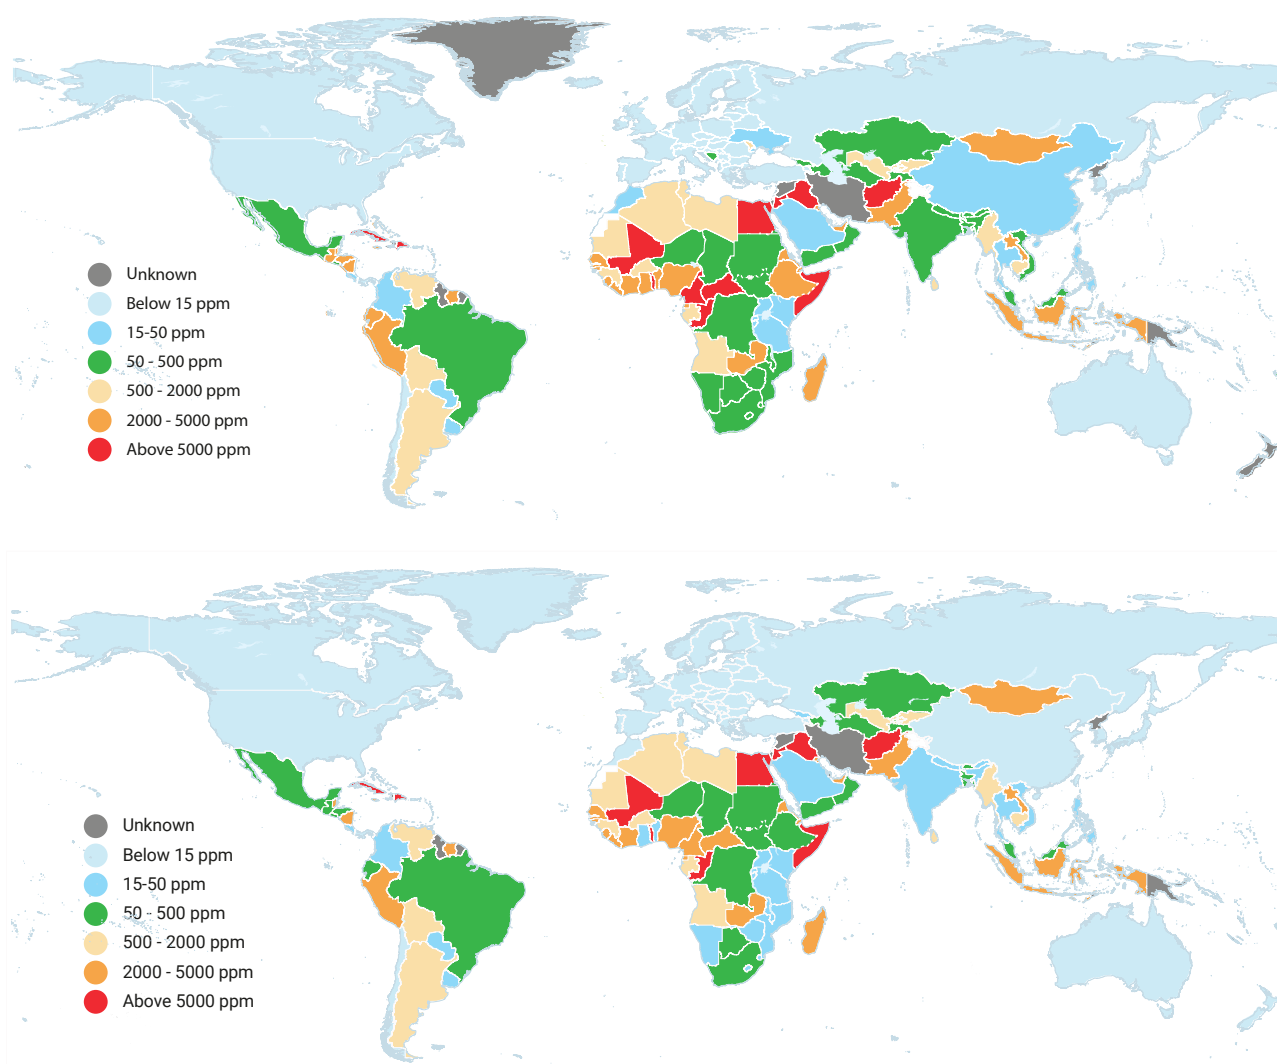 Unknown
Below 15 ppm
15-50 ppm
50 - 500 ppm
500 - 2000 ppm
2000 - 5000 ppm
Above 5000 ppm
Unknown
Below 15 ppm
15-50 ppm
50 - 500 ppm
500 - 2000 ppm
2000 - 5000 ppm
Above 5000 ppm